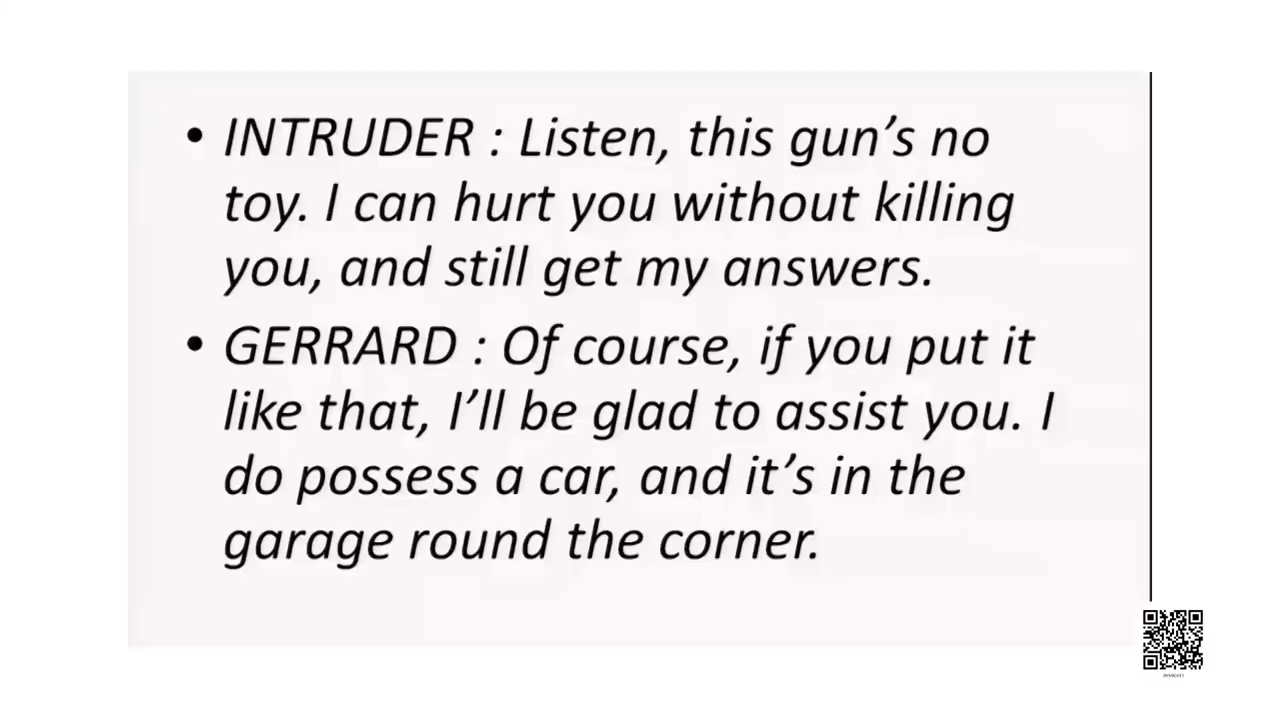 • INTRUDER : Listen, this gun's no
toy. I can hurt you without killing
you, and still get my answers.
• GERRARD : Of course, if you put it
like that, I'll be glad to assist you. I
do possess a car, and it's in the
garage round the corner.